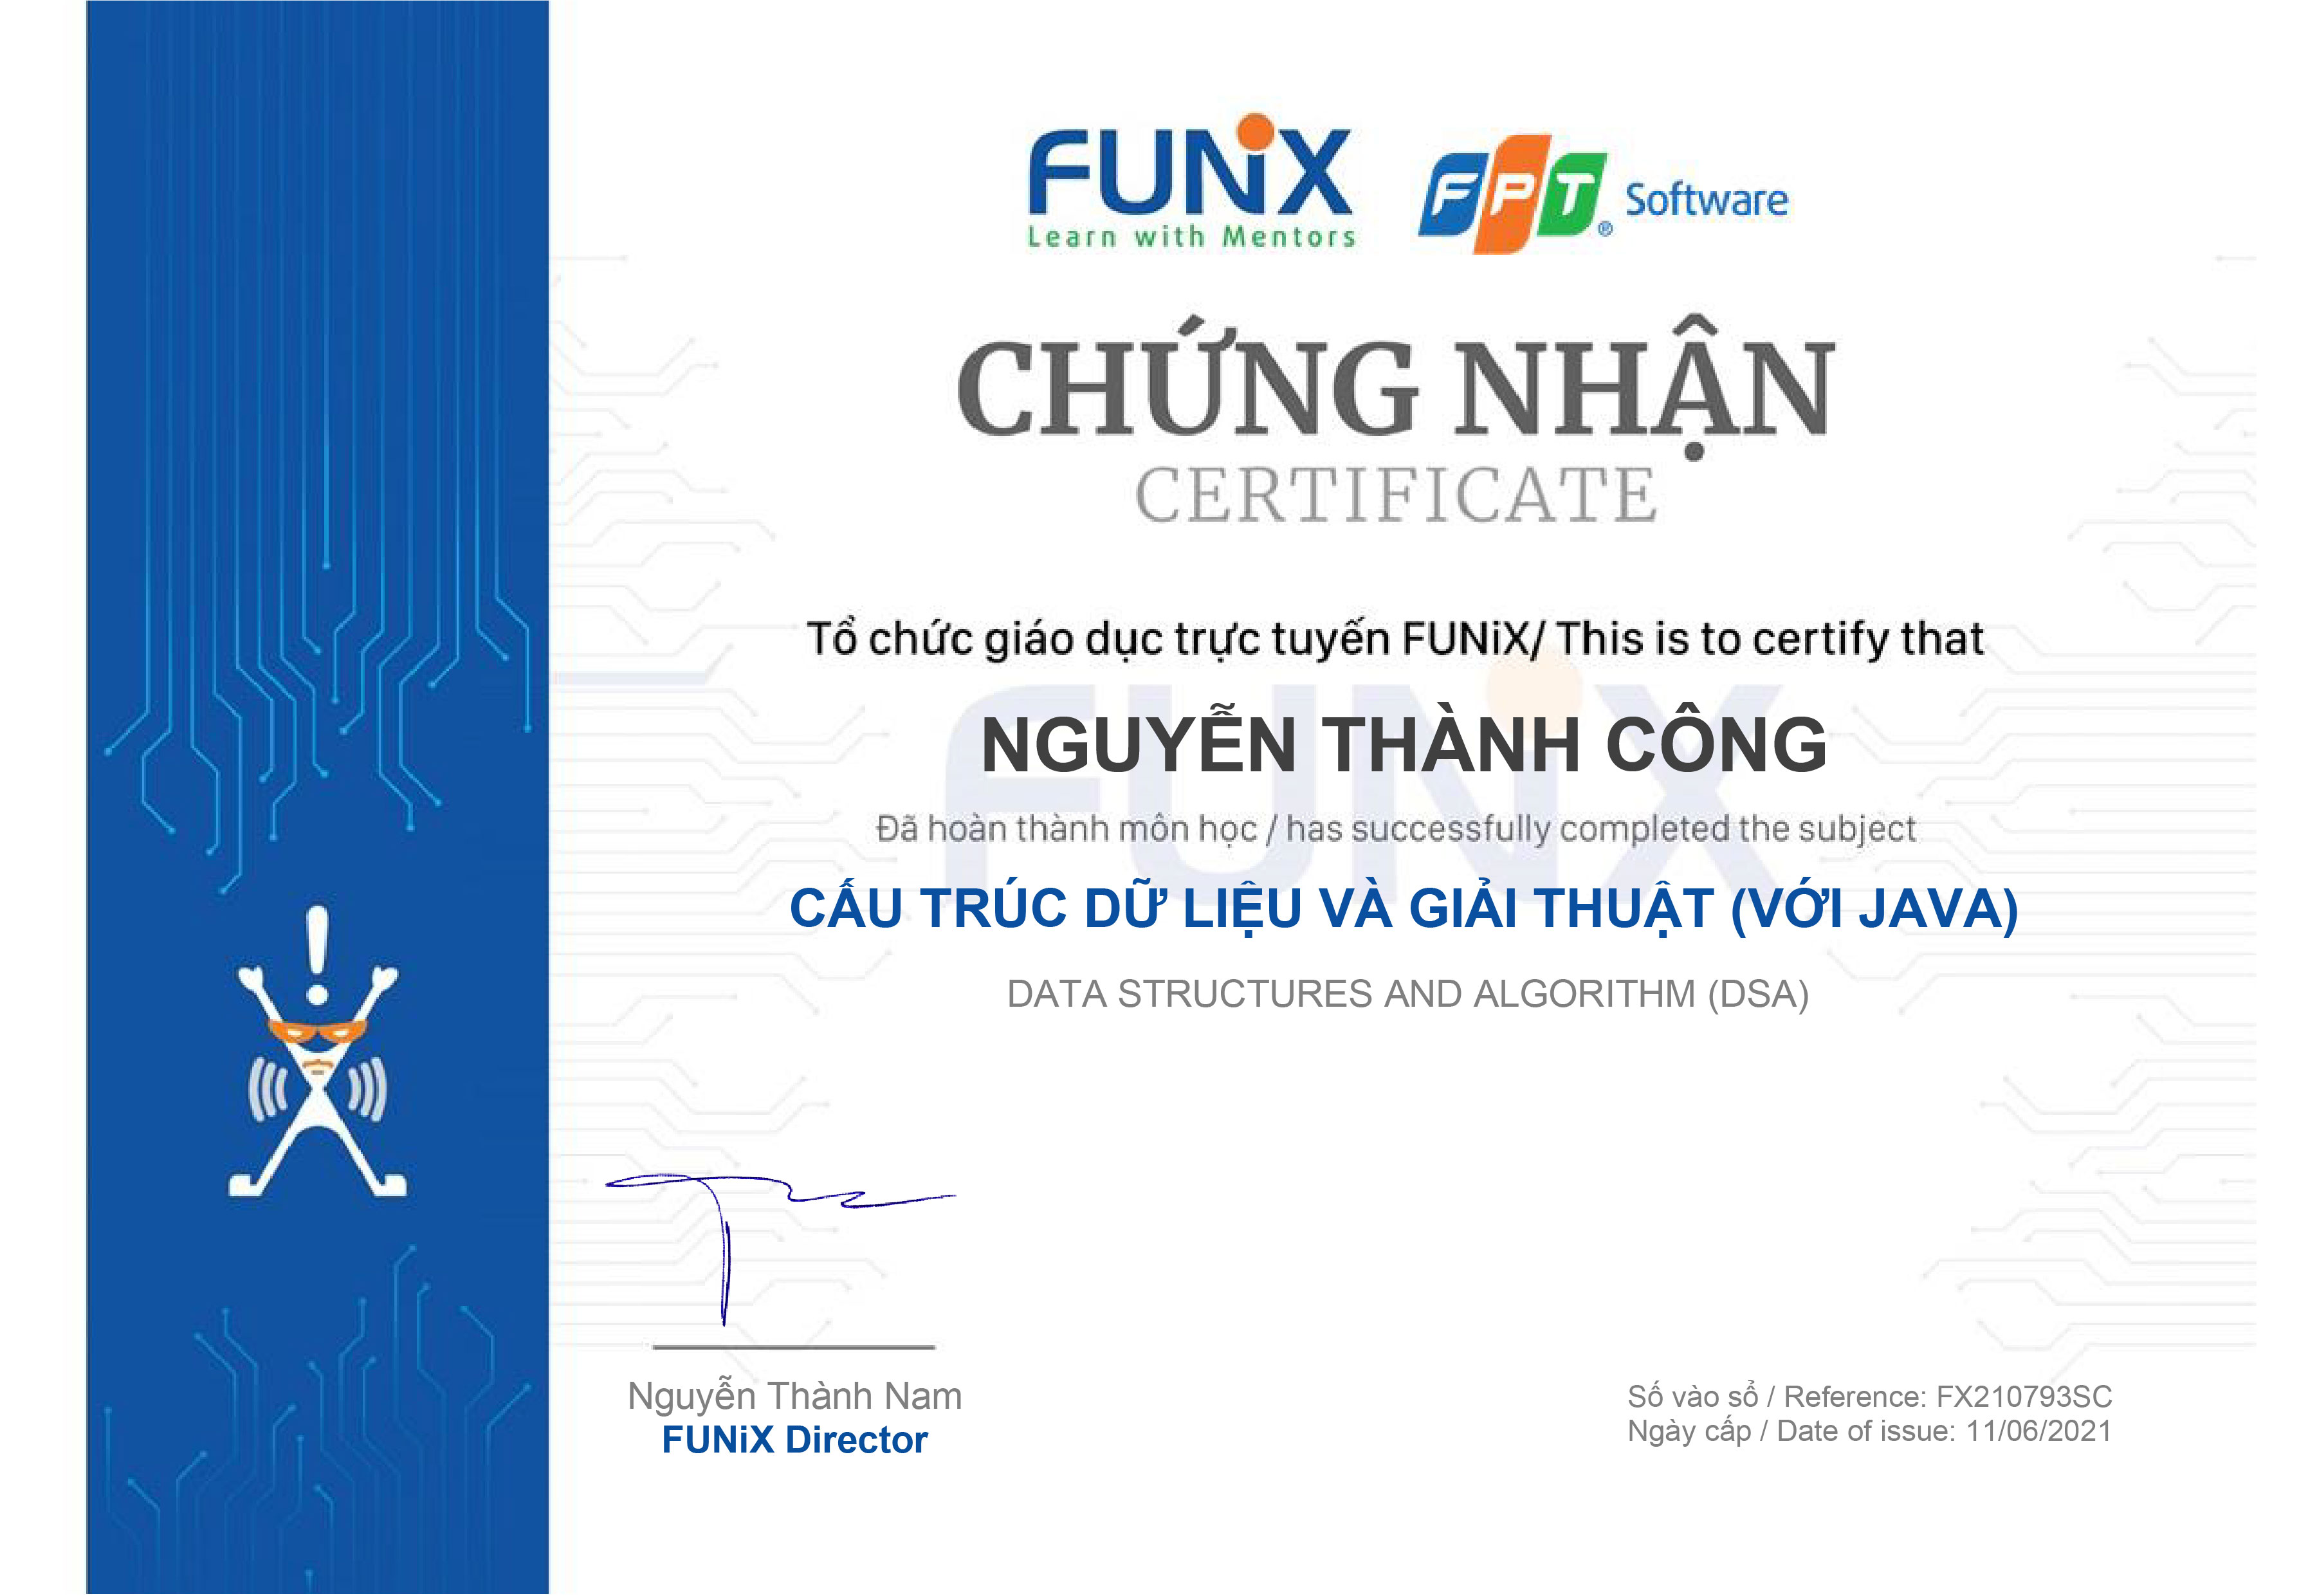 FUNiX
Learn with Mentors
FPT® Software
CHỨNG NHẬN
CERTIFICATE
Tổ chức giáo dục trực tuyến FUNiX/ This is to certify that
NGUYỄN THÀNH CÔNG
Đã hoàn thành môn học / has successfully completed the subject
CẤU TRÚC DỮ LIỆU VÀ GIẢI THUẬT (VỚI JAVA)
DATA STRUCTURES AND ALGORITHM (DSA)
Nguyễn Thành Nam
FUNiX Director
Số vào sổ / Reference: FX210793SC
Ngày cấp / Date of issue: 11/06/2021